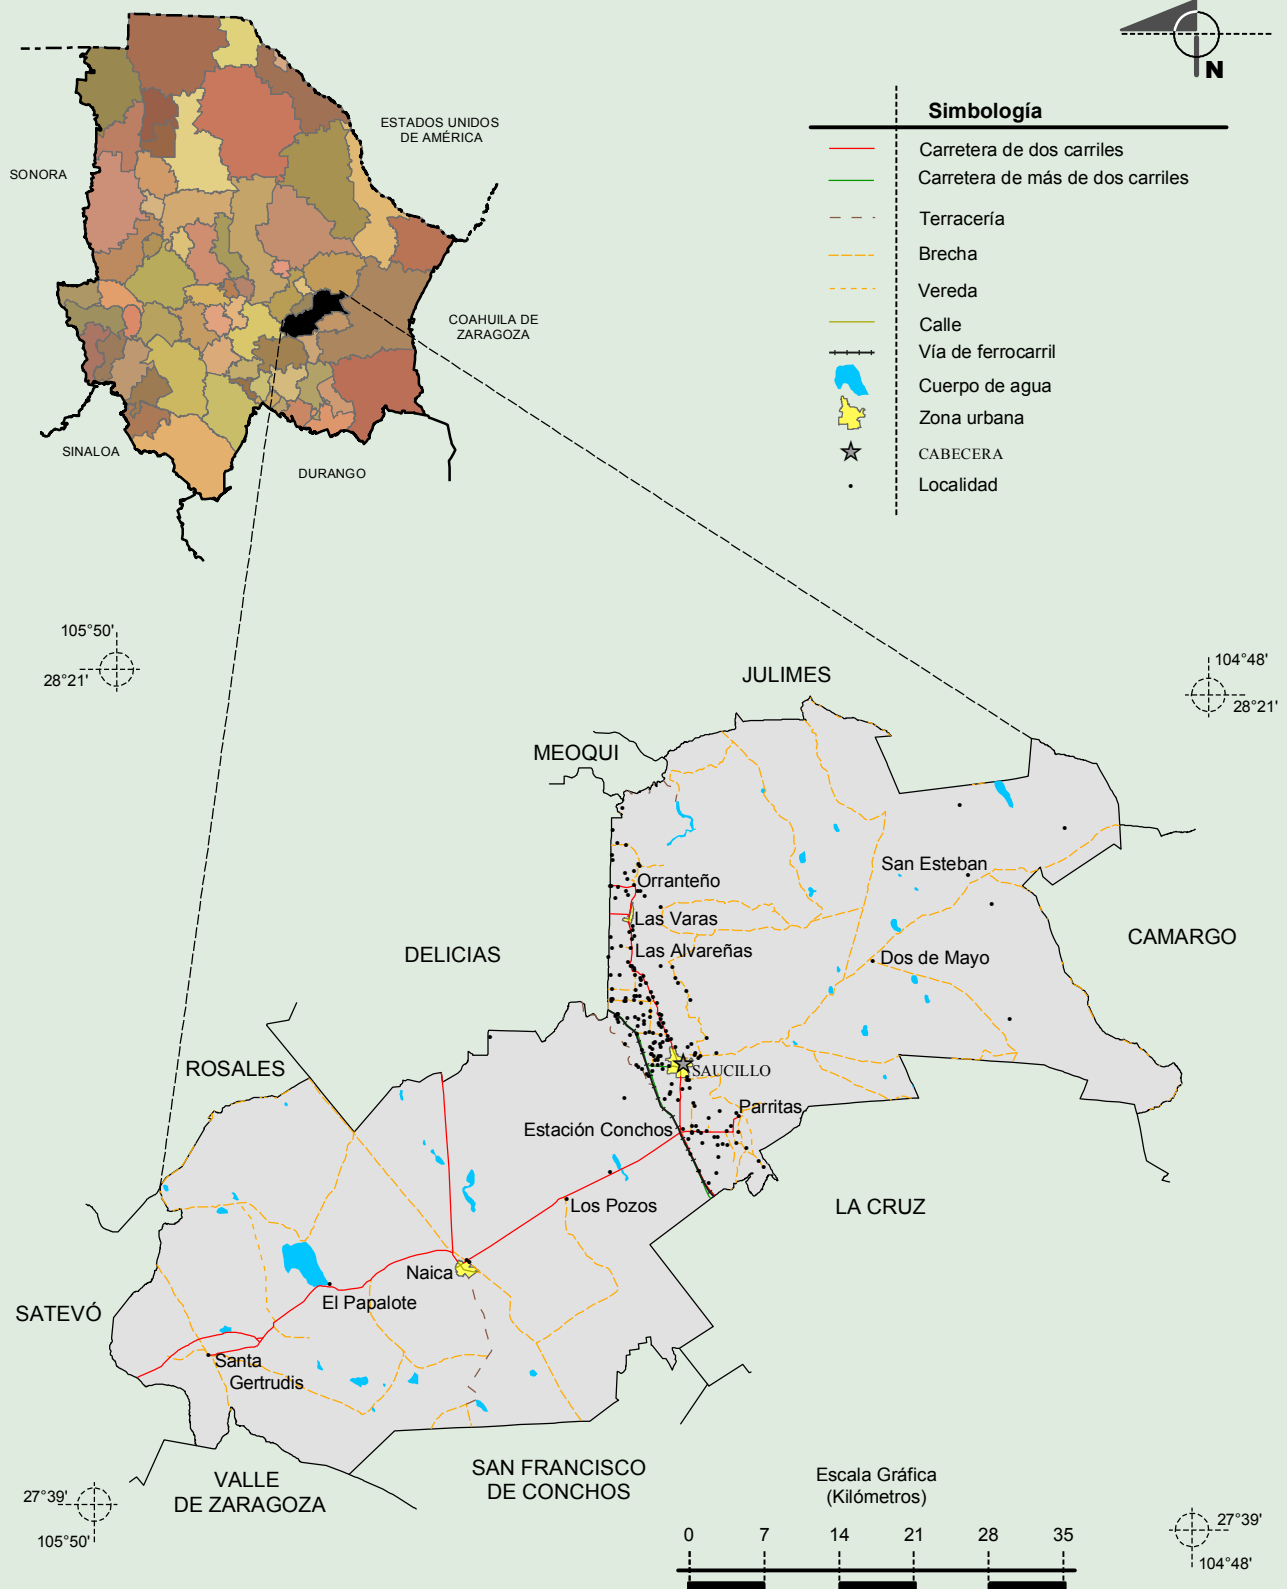 N
ESTADOS UNIDOS
DE AMÉRICA
SONORA
COAHUILA DE
ZARAGOZA
SINALOA
DURANGO
Simbología
Carretera de dos carriles
Carretera de más de dos carriles
Terracería
Brecha
Vereda
Calle
Vía de ferrocarril
Cuerpo de agua
Zona urbana
CABECERA
Localidad
105°50'
28°21'
104°48'
28°21'
JULIMES
MEOQUI
San Esteban
Orranteño
Las Varas
CAMARGO
DELICIAS
Las Alvareñas
Dos de Mayo
ROSALES
SAUCILLO
Parritas
Estación Conchos
Los Pozos
LA CRUZ
Naica
El Papalote
SATEVÓ
Santa
Gertrudis
VALLE
DE ZARAGOZA
SAN FRANCISCO
DE CONCHOS
27°39'
105°50'
Escala Gráfica
(Kilómetros)
0 7 14 21 28 35
27°39'
104°48'